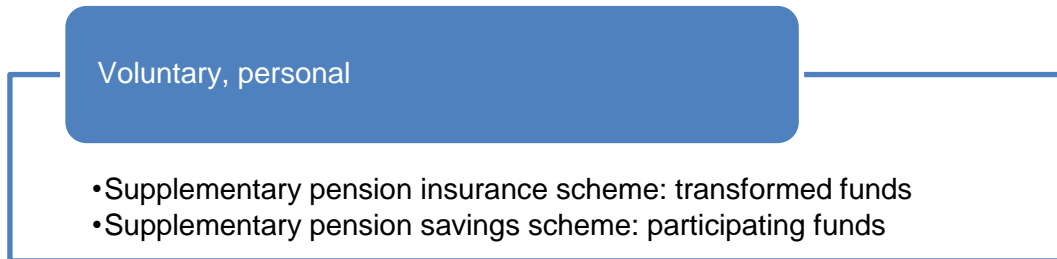 Voluntary, personal
•Supplementary pension insurance scheme: transformed funds
•Supplementary pension savings scheme: participating funds